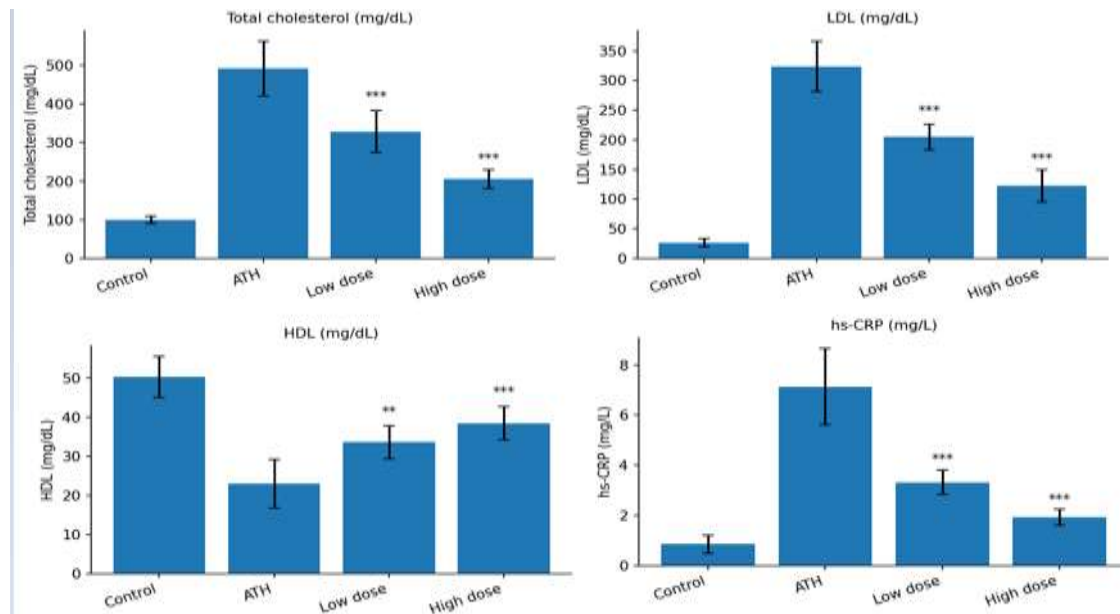 Total cholesterol (mg/dL)
Total cholesterol (mg/dL)
500
400
300
200
100
0
***
***
Control
ATH
Low dose
High dose
LDL (mg/dL)
LDL (mg/dL)
350
300
250
200
150
100
50
0
***
***
Control
ATH
Low dose
High dose
HDL (mg/dL)
HDL (mg/dL)
50
40
30
20
10
0
**
***
Control
ATH
Low dose
High dose
hs-CRP (mg/L)
hs-CRP (mg/L)
8
6
4
2
0
***
***
Control
ATH
Low dose
High dose